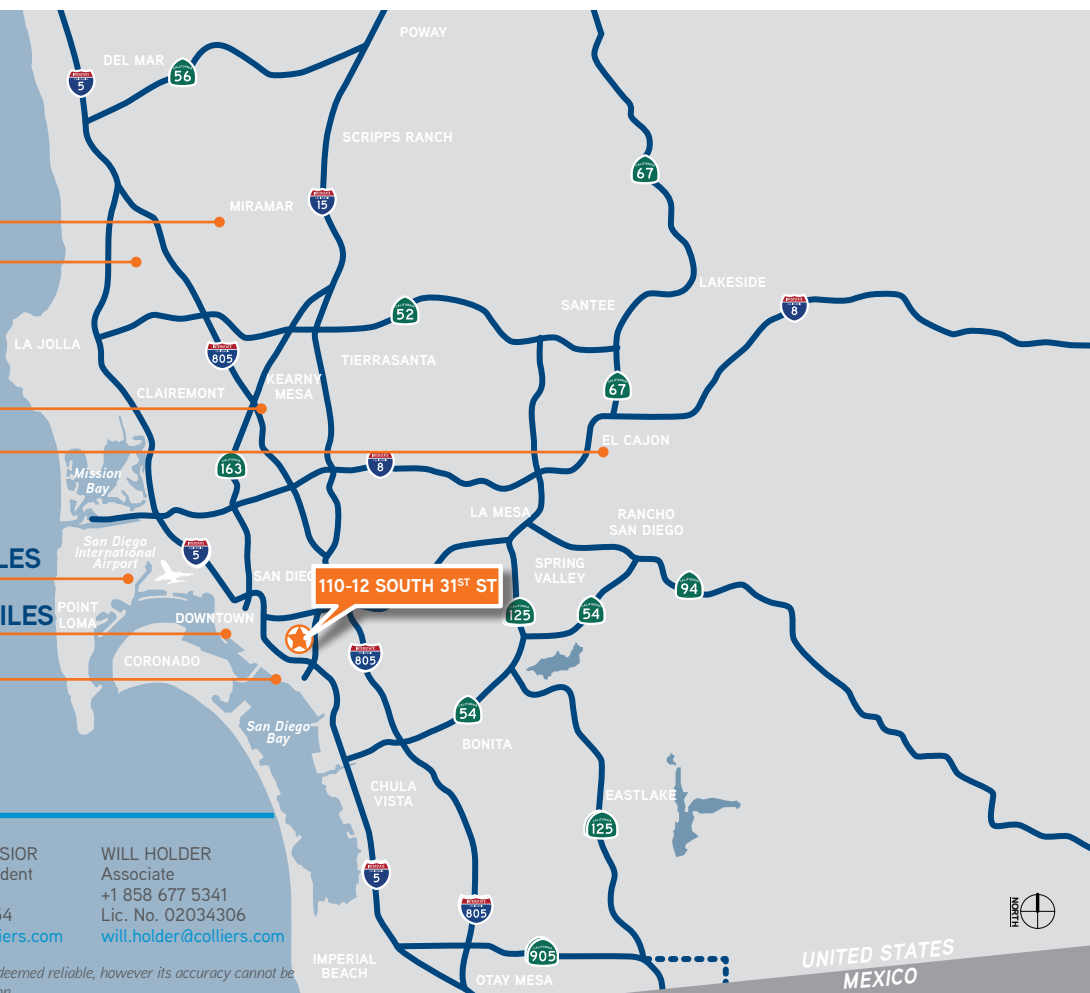 POWAY
DEL MAR
56
5
SCRIPPS RANCH
67
15
MIRAMAR
LAKESIDE
SANTEE
8
52
LA JOLLA
805
TIERRASANTA
KEARNY
MESA
CLAIREMONT
67
EL CAJON
163
8
Mission
Bay
LA MESA
RANCHO
SAN DIEGO
San Diego
International
Airport
5
LES
SPRING
VALLEY
SAN DIEG
110-12 SOUTH 31ST ST
94
POINT
LOMA
ILES
DOWNTOWN
125
54
CORONADO
805
54
San Diego
Bay
BONITA
CHULA
VISTA
EASTLAKE
125
SIOR
dent
54
iers.com
WILL HOLDER
Associate
+1 858 677 5341
Lic. No. 02034306
will.holder@colliers.com
5
805
NORTH
905
UNITED STATES
MEXICO
IMPERIAL
BEACH
OTAY MESA
deemed reliable, however its accuracy cannot be